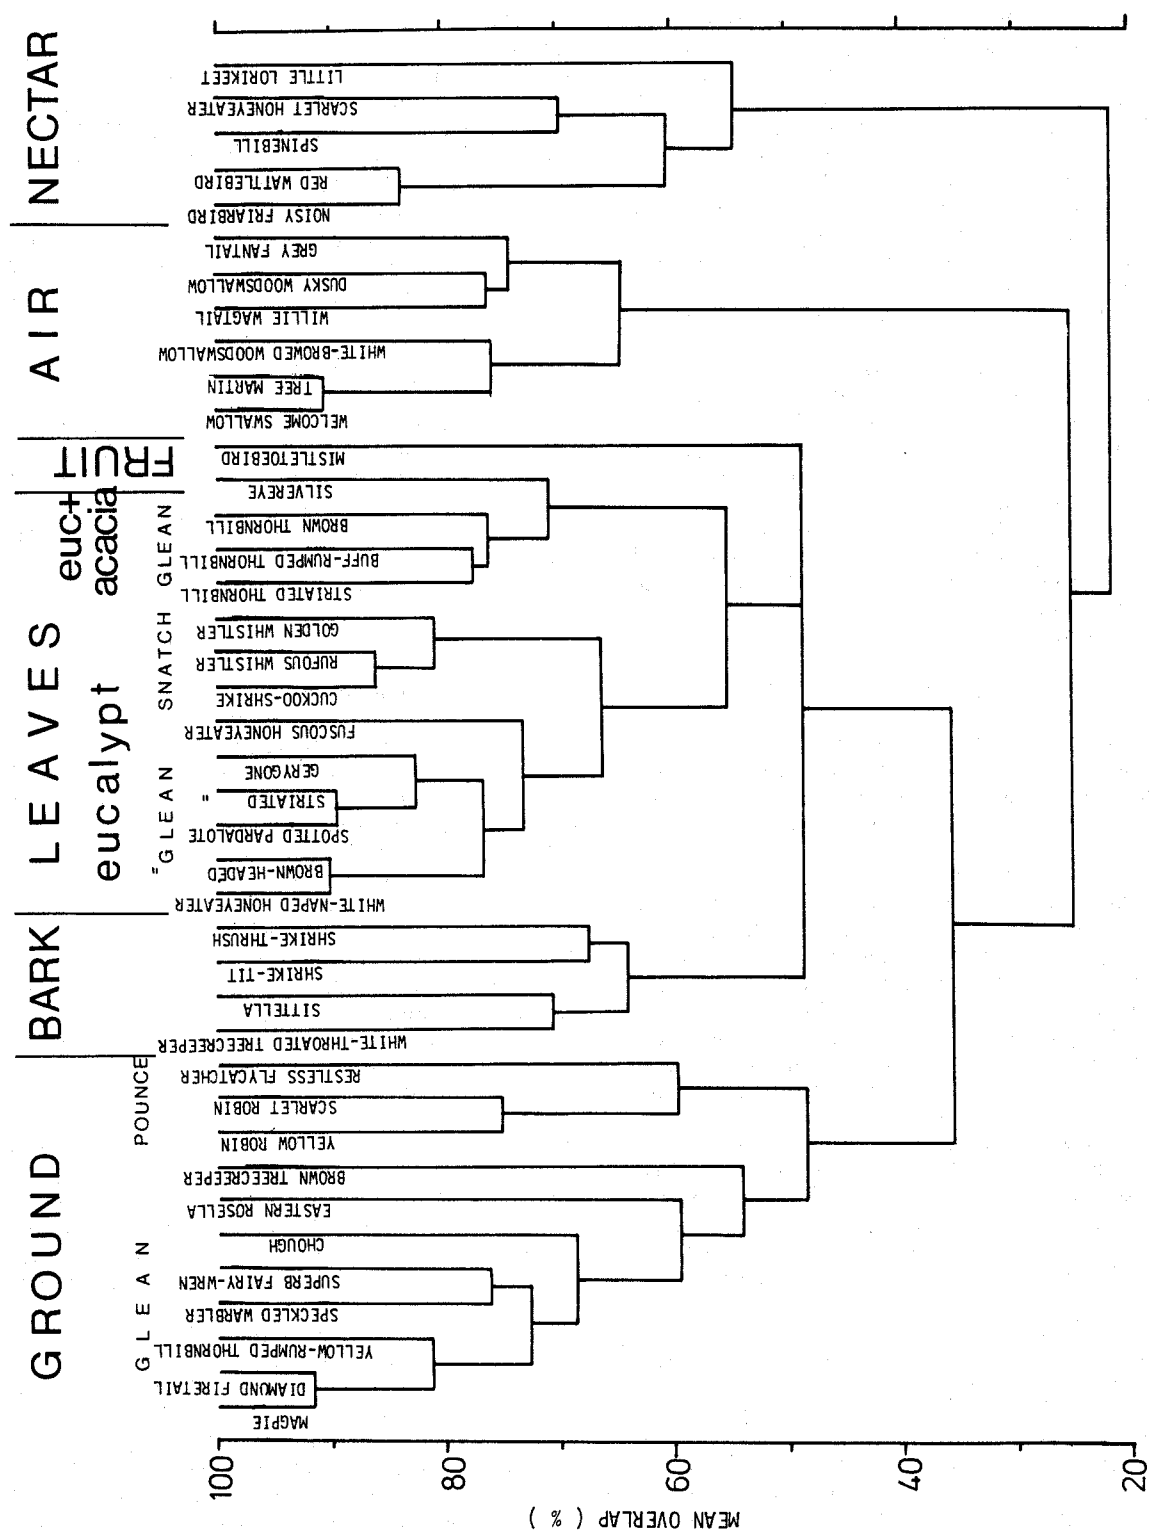 GROUND
BARK
LEAVES
FRUIT
AIR
NECTAR
eucalypt
euc+
acacia
GLEAN
POUNCE
"GLEAN
SNATCH
GLEAN
MAGPIE
DIAMOND FIRETAIL
YELLOW-RUMPED THORNBILL
SPECKLED WARBLER
SUPERB FAIRY-WREN
CHOUGH
EASTERN ROSELLA
BROWN TREECREEPER
YELLOW ROBIN
SCARLET ROBIN
RESTLESS FLYCATCHER
WHITE-THROATED TREECREEPER
SITTELLA
SHRIKE-TIT
SHRIKE-THRUSH
WHITE-NAPED HONEYEATER
BROWN-HEADED
SPOTTED PARDALOTE
STRIATED "
GERYGONE
FUSCOUS HONEYEATER
CUCKOO-SHRIKE
RUFOUS WHISTLER
GOLDEN WHISTLER
STRIATED THORNBILL
BUFF-RUMPED THORNBILL
BROWN THORNBILL
SILVEREYE
MISTLETOEBIRD
WELCOME SWALLOW
TREE MARTIN
WHITE-BROWED WOODSWALLOW
WILLIE WAGTAIL
DUSKY WOODSWALLOW
GREY FANTAIL
NOISY FRIARBIRD
RED WATTLEBIRD
SPINEBILL
SCARLET HONEYEATER
LITTLE LORIKEET
100
80
60
40
20
MEAN OVERLAP ( % )